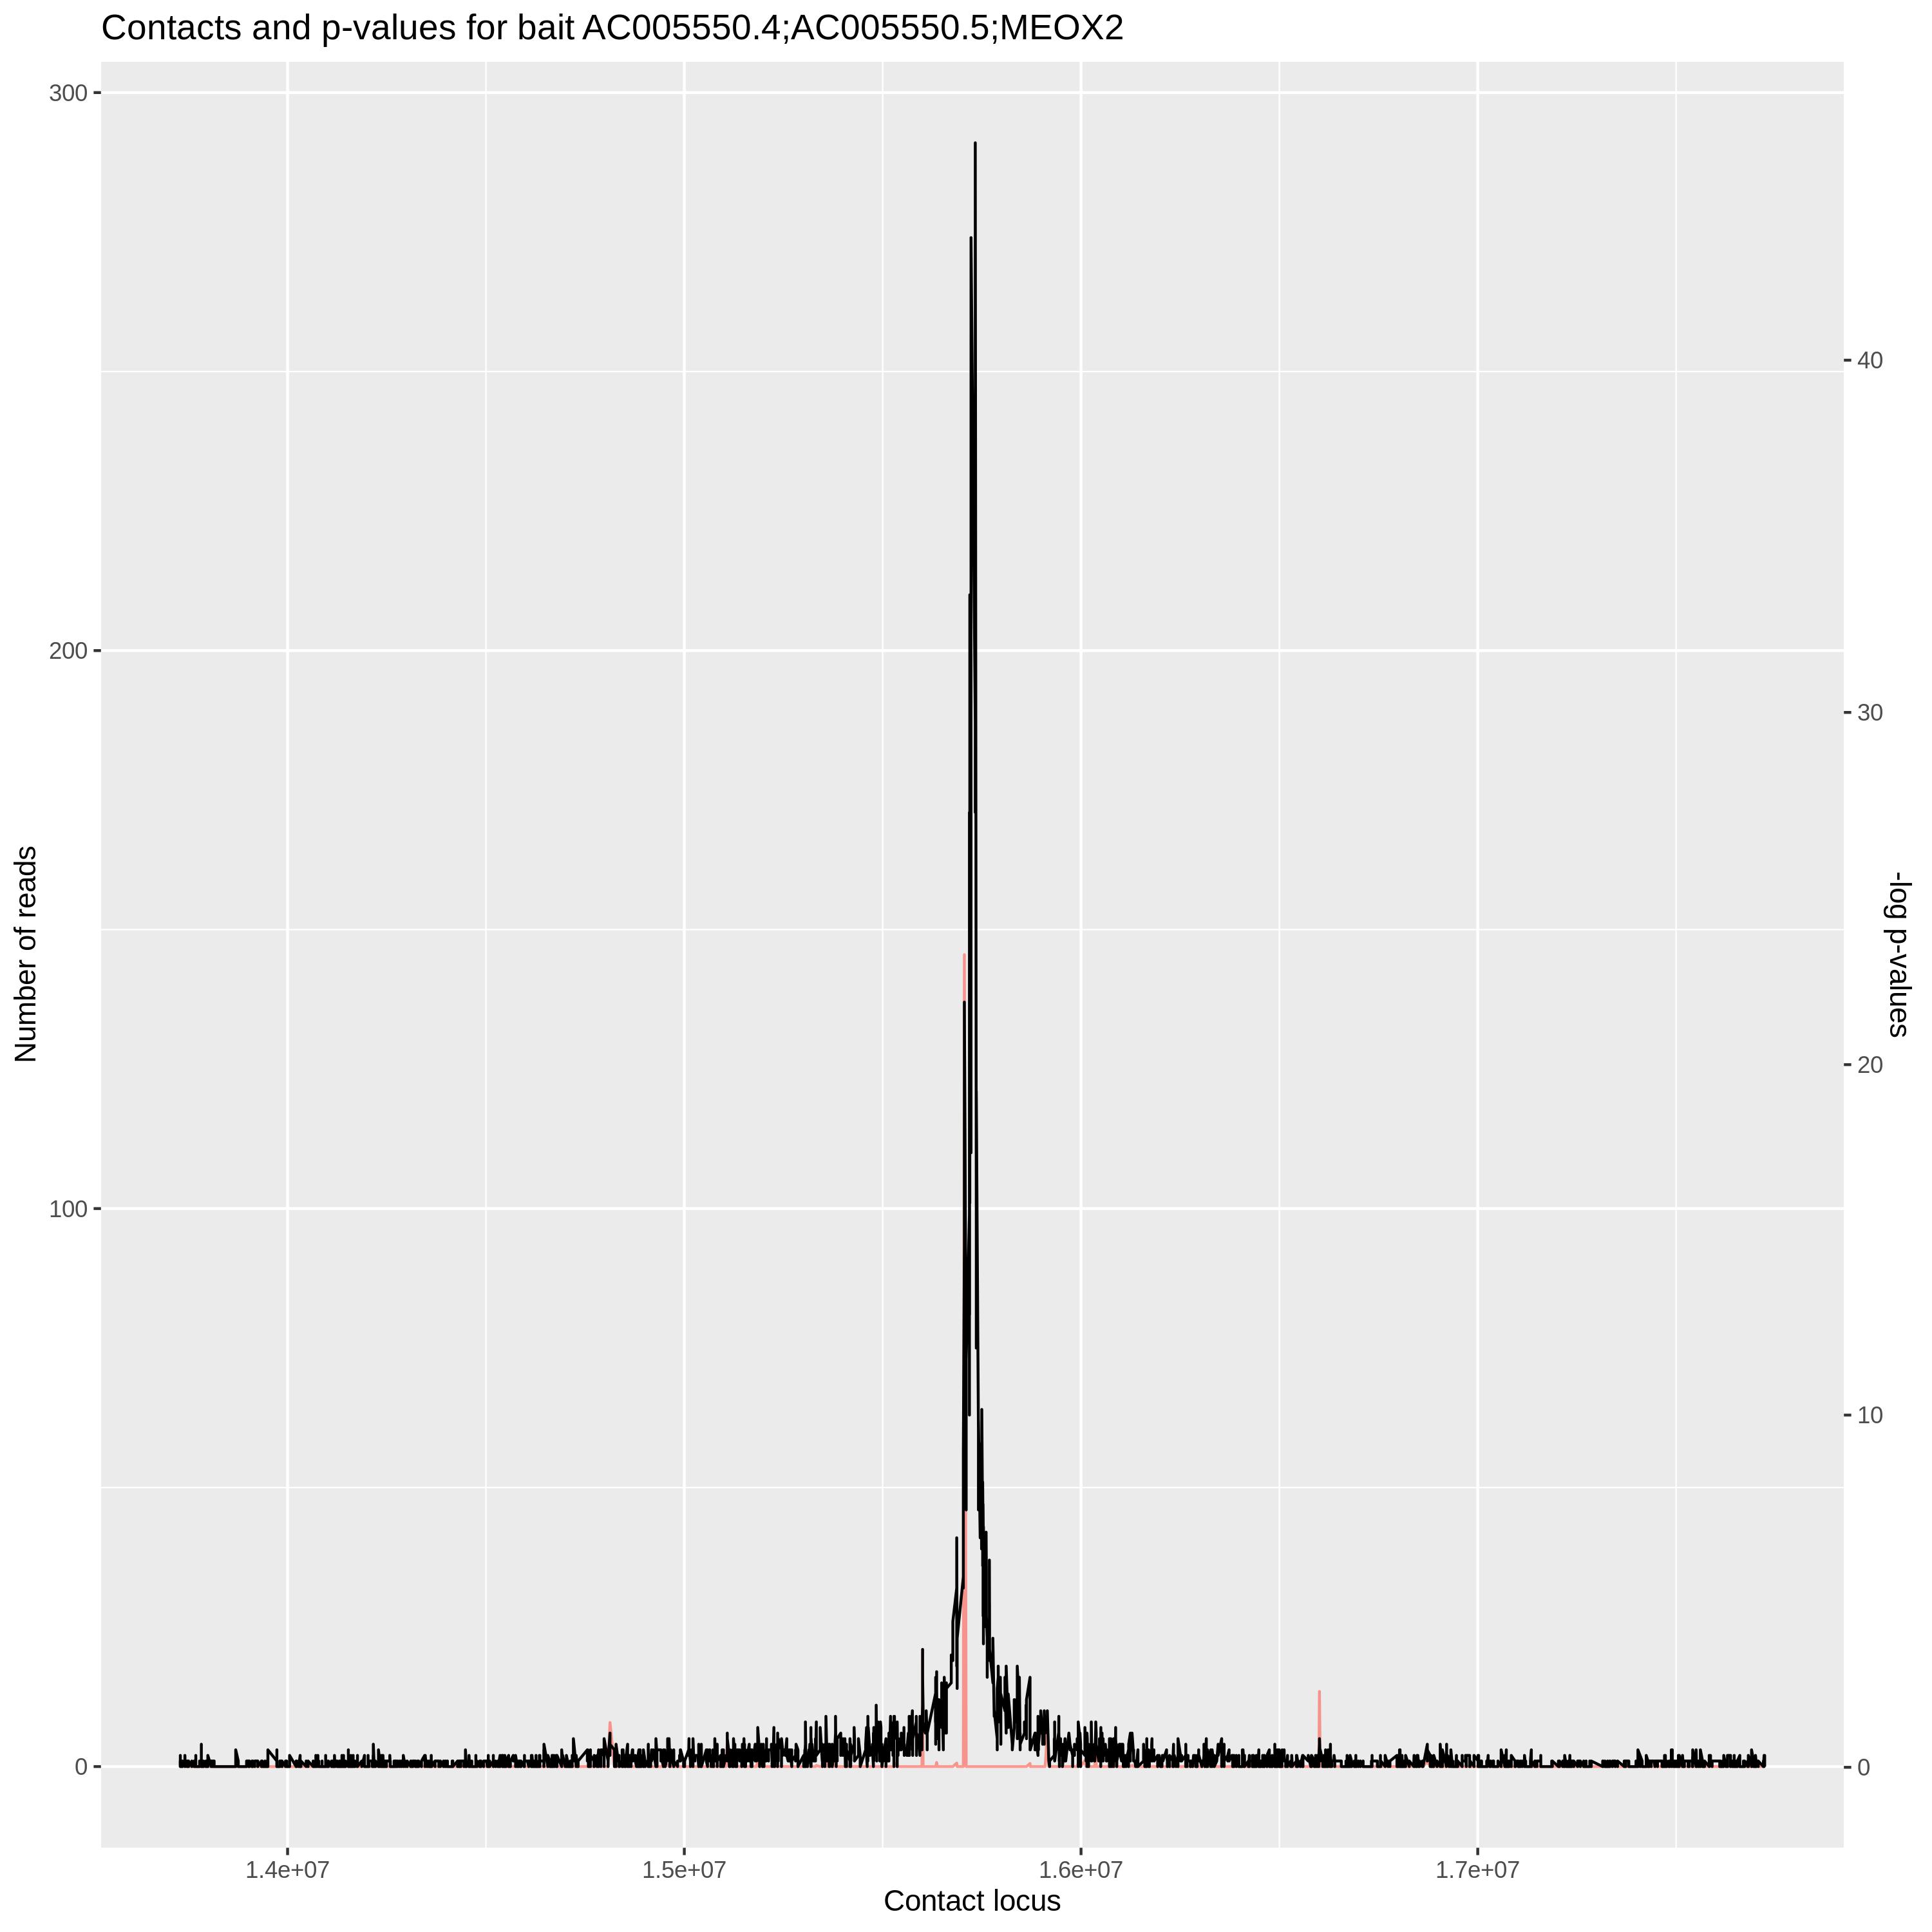 Contacts and p-values for bait AC005550.4;AC005550.5;MEOX2
300
200
100
0
Number of reads
40
30
20
10
0
-log p-values
1.4e+07
1.5e+07
1.6e+07
1.7e+07
Contact locus